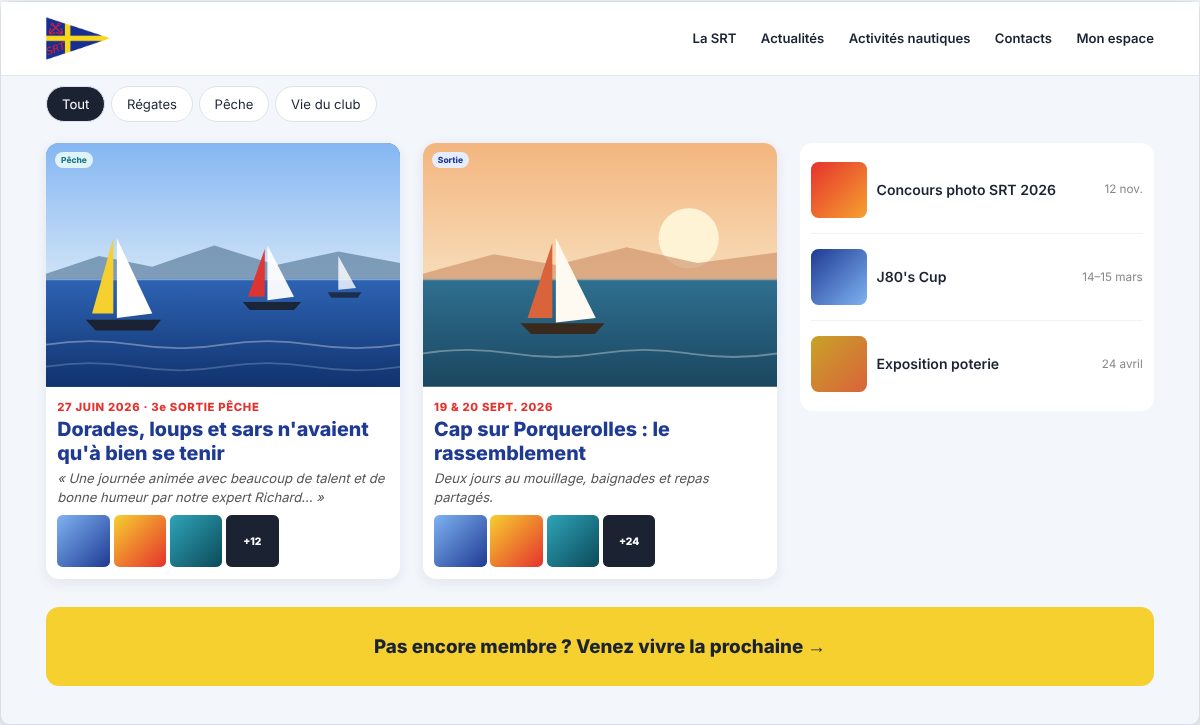 SRT
La SRT
Actualités
Activités nautiques
Contacts
Mon espace
Tout
Régates
Pêche
Vie du club
Pêche
27 JUIN 2026 · 3e SORTIE PÊCHE
Dorades, loups et sars n'avaient
qu'à bien se tenir
« Une journée animée avec beaucoup de talent et de
bonne humeur par notre expert Richard... »
+12
Sortie
19 & 20 SEPT. 2026
Cap sur Porquerolles : le
rassemblement
Deux jours au mouillage, baignades et repas
partagés.
+24
Concours photo SRT 2026
12 nov.
J80's Cup
14–15 mars
Exposition poterie
24 avril
Pas encore membre ? Venez vivre la prochaine →